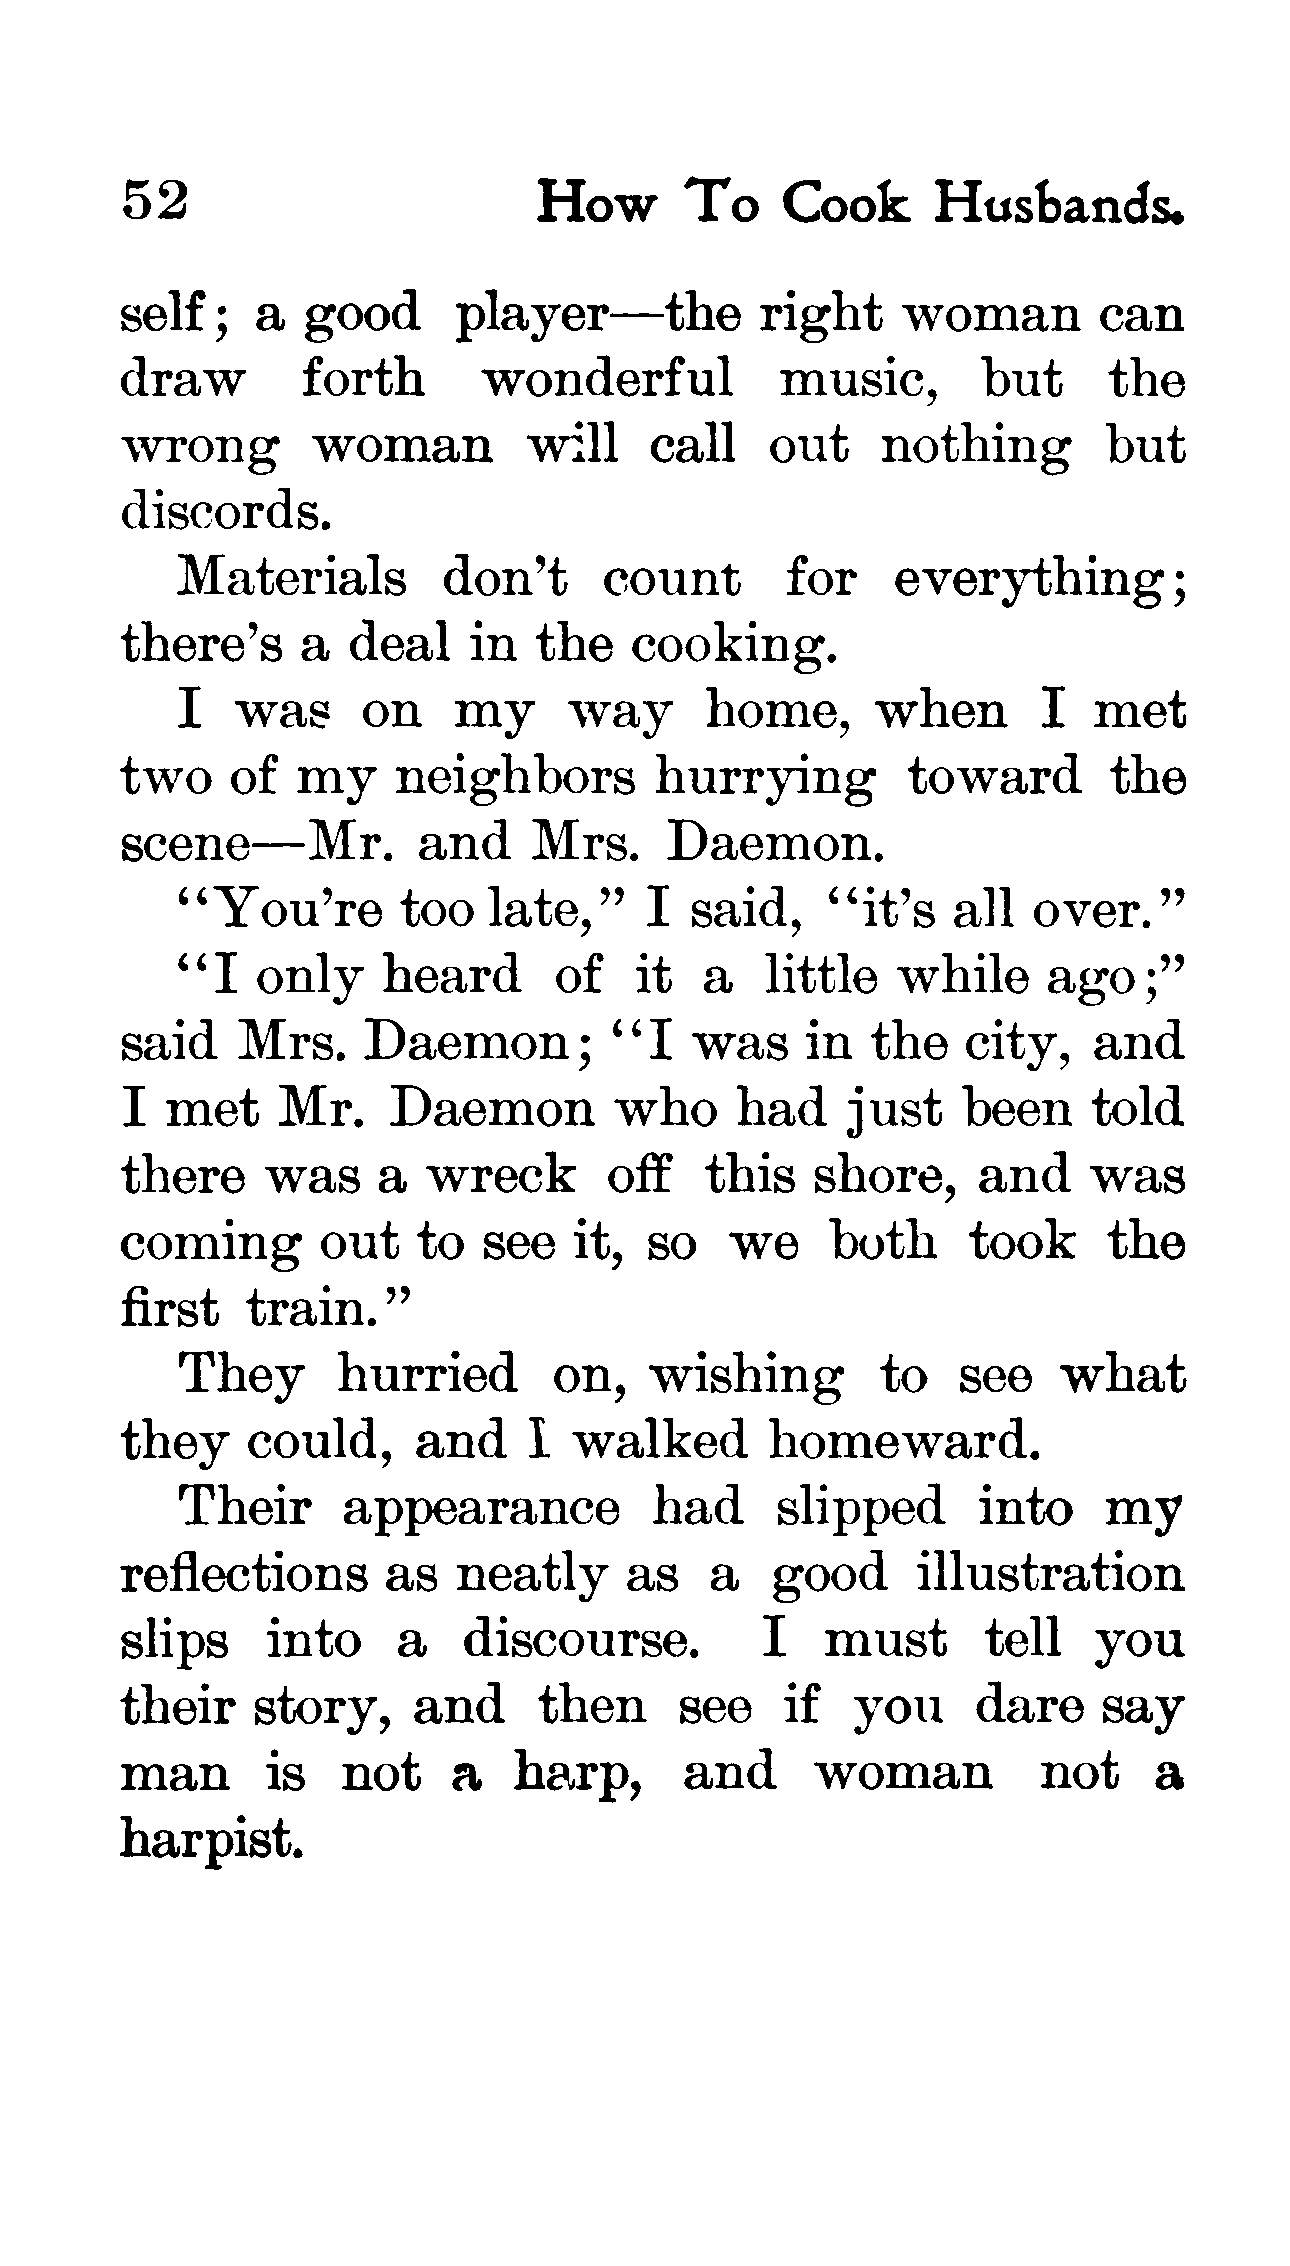 52 How To Cook Husbands.
self; a good player—the right woman can
draw forth wonderful music, but the
wrong woman will call out nothing but
discords.
Materials don't count for everything;
there's a deal in the cooking.
I was on my way home, when I met
two of my neighbors hurrying toward the
scene—Mr. and Mrs. Daemon.
"You're too late," I said, "it's all over."
"I only heard of it a little while ago;"
said Mrs. Daemon; "I was in the city, and
I met Mr. Daemon who had just been told
there was a wreck off this shore, and was
coming out to see it, so we both took the
first train."
They hurried on, wishing to see what
they could, and I walked homeward.
Their appearance had slipped into my
reflections as neatly as a good illustration
slips into a discourse. I must tell you
their story, and then see if you dare say
man is not a harp, and woman not a
harpist.